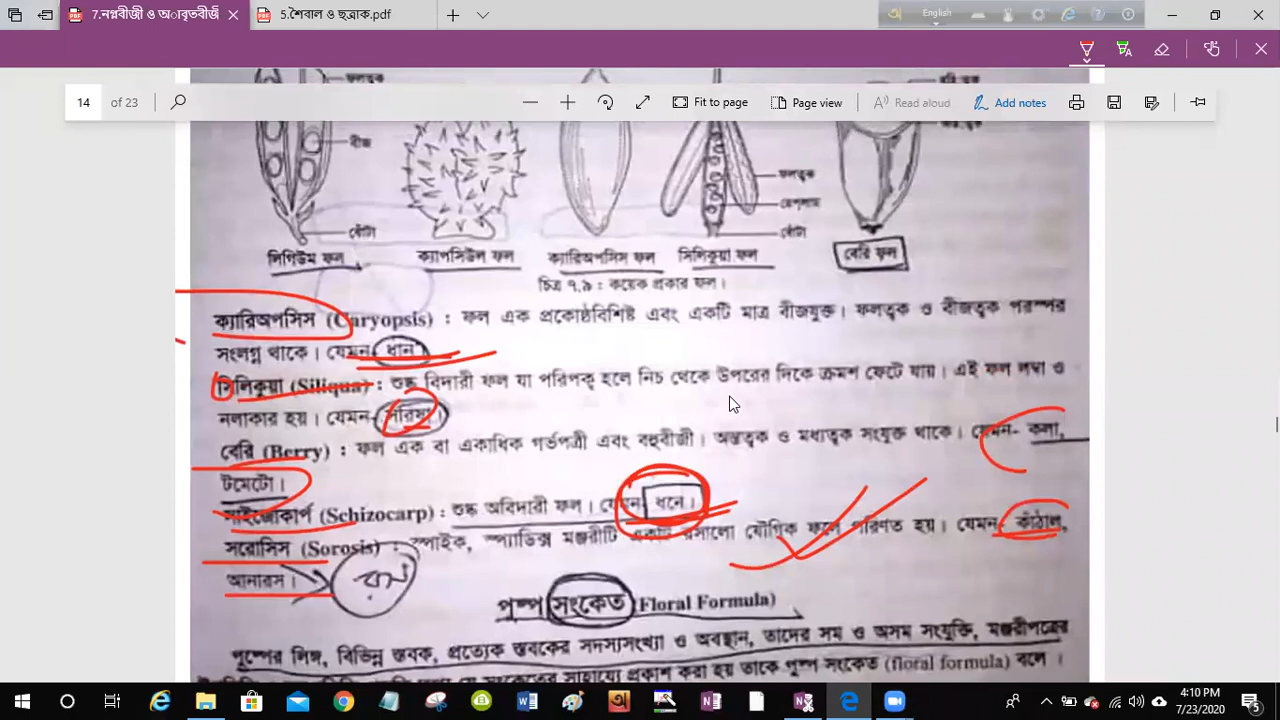 7.নগ্নবীজী ও আবৃতবীজী
5.শৈবাল ও ছত্রাক.pdf
English
14 of 23
Fit to page
Page view
Read aloud
Add notes
ফলত্বক
বীজ
বোঁটা
ফলত্বক
রেপ্লাম
বোঁটা
লিগিউম ফল
ক্যাপসিউল ফল
ক্যারিঅপসিস ফল
সিলিকুয়া ফল
বেরি ফল
চিত্র ৭.৯ : কয়েক প্রকার ফল।
ক্যারিঅপসিস (Caryopsis) : ফল এক প্রকোষ্ঠবিশিষ্ট এবং একটি মাত্র বীজযুক্ত। ফলত্বক ও বীজত্বক পরস্পর
সংলগ্ন থাকে। যেমন- ধান।
সিলিকুয়া (Siliqua) : শুষ্ক বিদারী ফল যা পরিপক্ব হলে নিচ থেকে উপরের দিকে ক্রমশ ফেটে যায়। এই ফল লম্বা ও
নলাকার হয়। যেমন- সরিষা।
বেরি (Berry) : ফল এক বা একাধিক গর্ভপত্রী এবং বহুবীজী। অন্তত্বক ও মধ্যত্বক সংযুক্ত থাকে। যেমন- কলা,
টমেটো।
সাইজোকার্প (Schizocarp) : শুষ্ক অবিদারী ফল। যেমন- ধনে।
সরোসিস (Sorosis) : স্পাইক, স্প্যাডিক্স মঞ্জরীটি একটি রসালো যৌগিক ফলে পরিণত হয়। যেমন- কাঁঠাল,
আনারস।
পুষ্প সংকেত (Floral Formula)
পুষ্পের লিঙ্গ, বিভিন্ন স্তবক, প্রত্যেক স্তবকের সদস্যসংখ্যা ও অবস্থান, তাদের সম ও অসম সংযুক্তি, মঞ্জরীপত্রের
যে সংকেতের সাহায্যে প্রকাশ করা হয় তাকে পুষ্প সংকেত (floral formula) বলে।
4:10 PM
7/23/2020
5